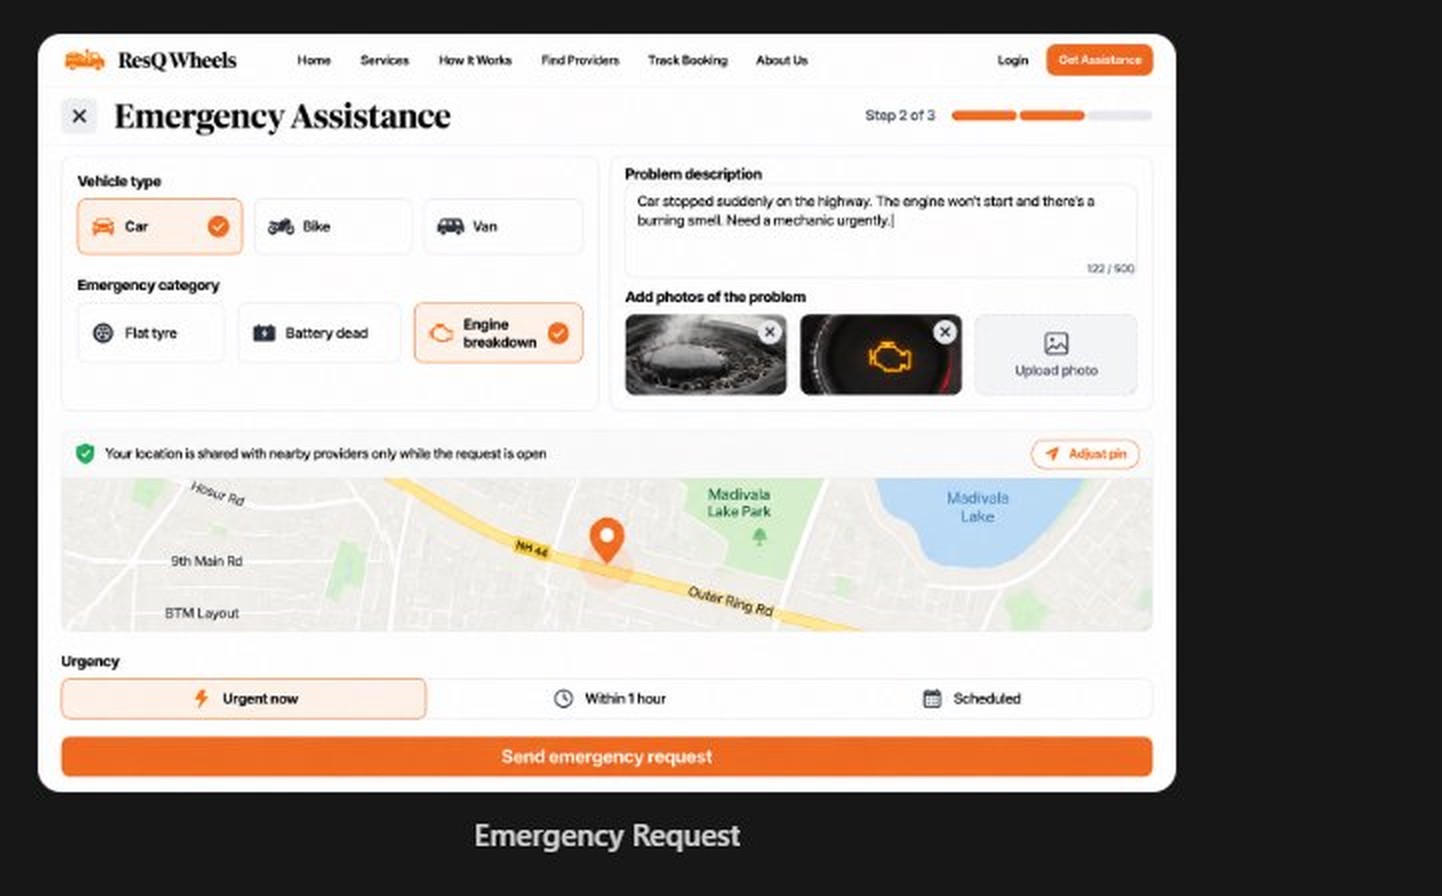 ResQ Wheels
Home
Services
How It Works
Find Providers
Track Booking
About Us
Login
Get Assistance
Emergency Assistance
Step 2 of 3
Vehicle type
Car
Bike
Van
Emergency category
Flat tyre
Battery dead
Engine
breakdown
Problem description
Car stopped suddenly on the highway. The engine won't start and there's a
burning smell. Need a mechanic urgently.
122 / 500
Add photos of the problem
Upload photo
Your location is shared with nearby providers only while the request is open
Adjust pin
Hosur Rd
9th Main Rd
BTM Layout
NH 44
Outer Ring Rd
Madivala
Lake Park
Madivala
Lake
Urgency
Urgent now
Within 1 hour
Scheduled
Send emergency request
Emergency Request